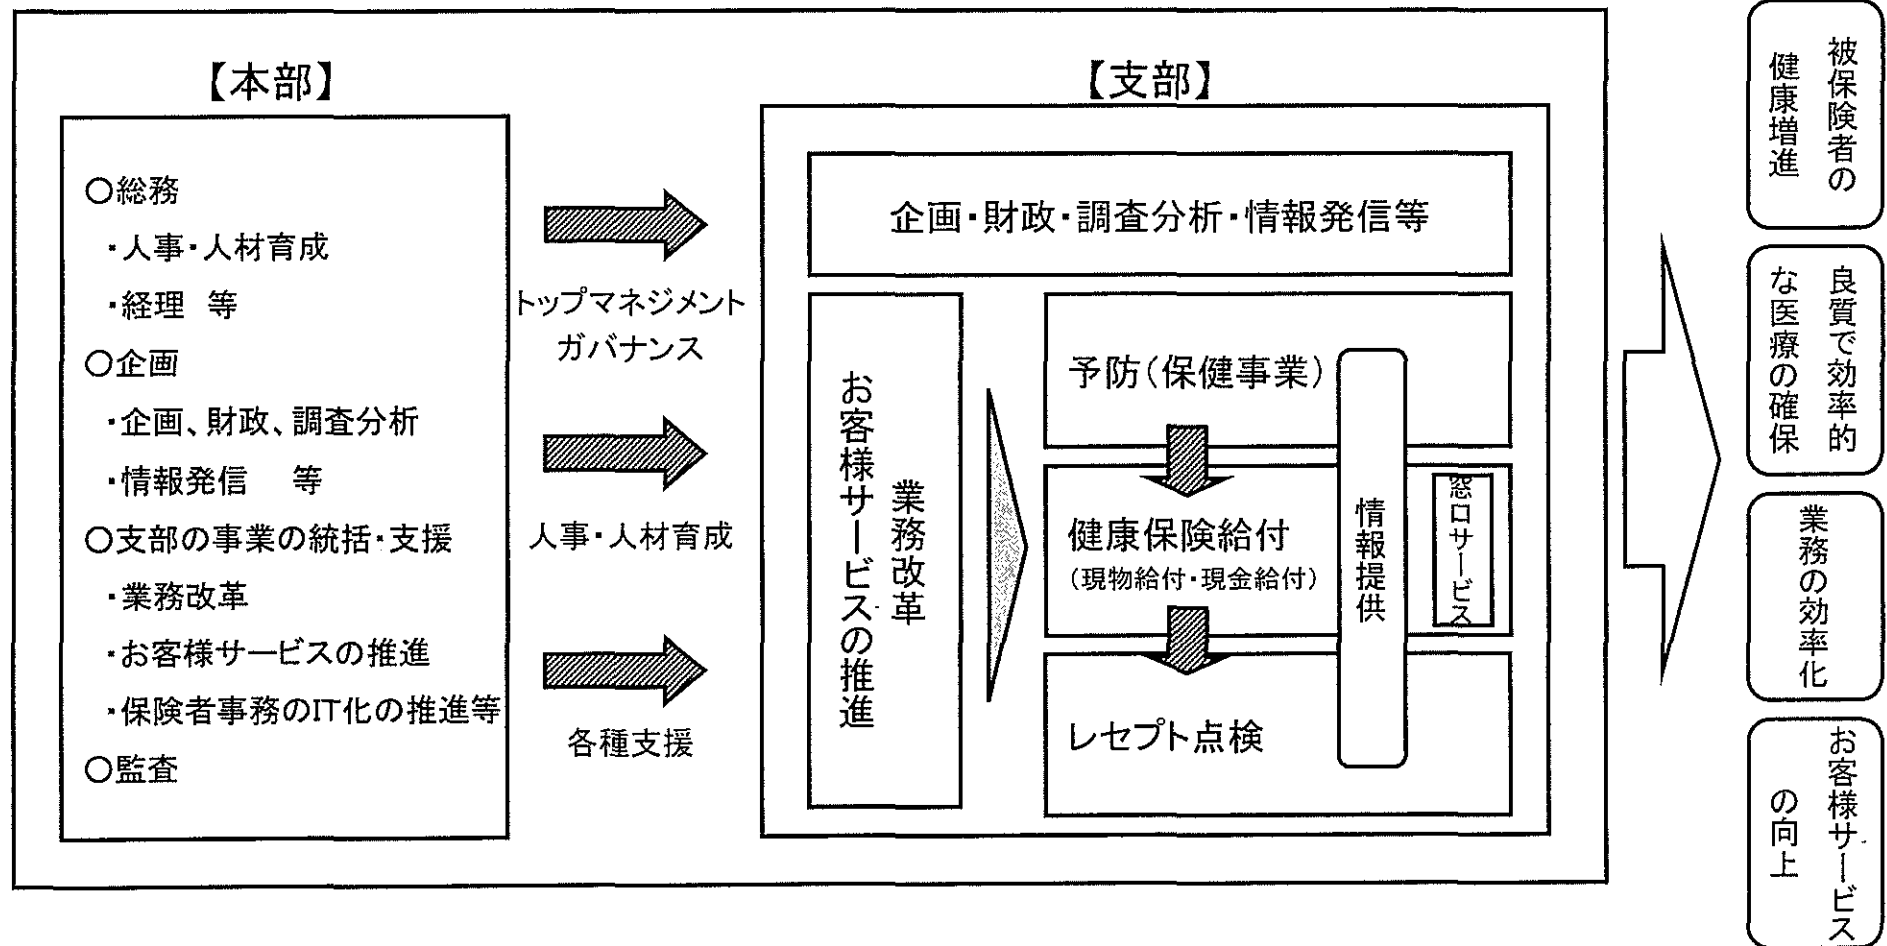 【本部】
○総務
・人事・人材育成
・経理 等
○企画
・企画、財政、調査分析
・情報発信 等
○支部の事業の統括・支援
・業務改革
・お客様サービスの推進
・保険者事務のIT化の推進等
○監査
トップマネジメント
ガバナンス
人事・人材育成
各種支援
【支部】
企画・財政・調査分析・情報発信等
業務改革
お客様サービスの推進
予防(保健事業)
健康保険給付
(現物給付・現金給付)
レセプト点検
情報提供
窓口サービス
被保険者の
健康増進
良質で効率的
な医療の確保
業務の効率化
お客様サービス
の向上